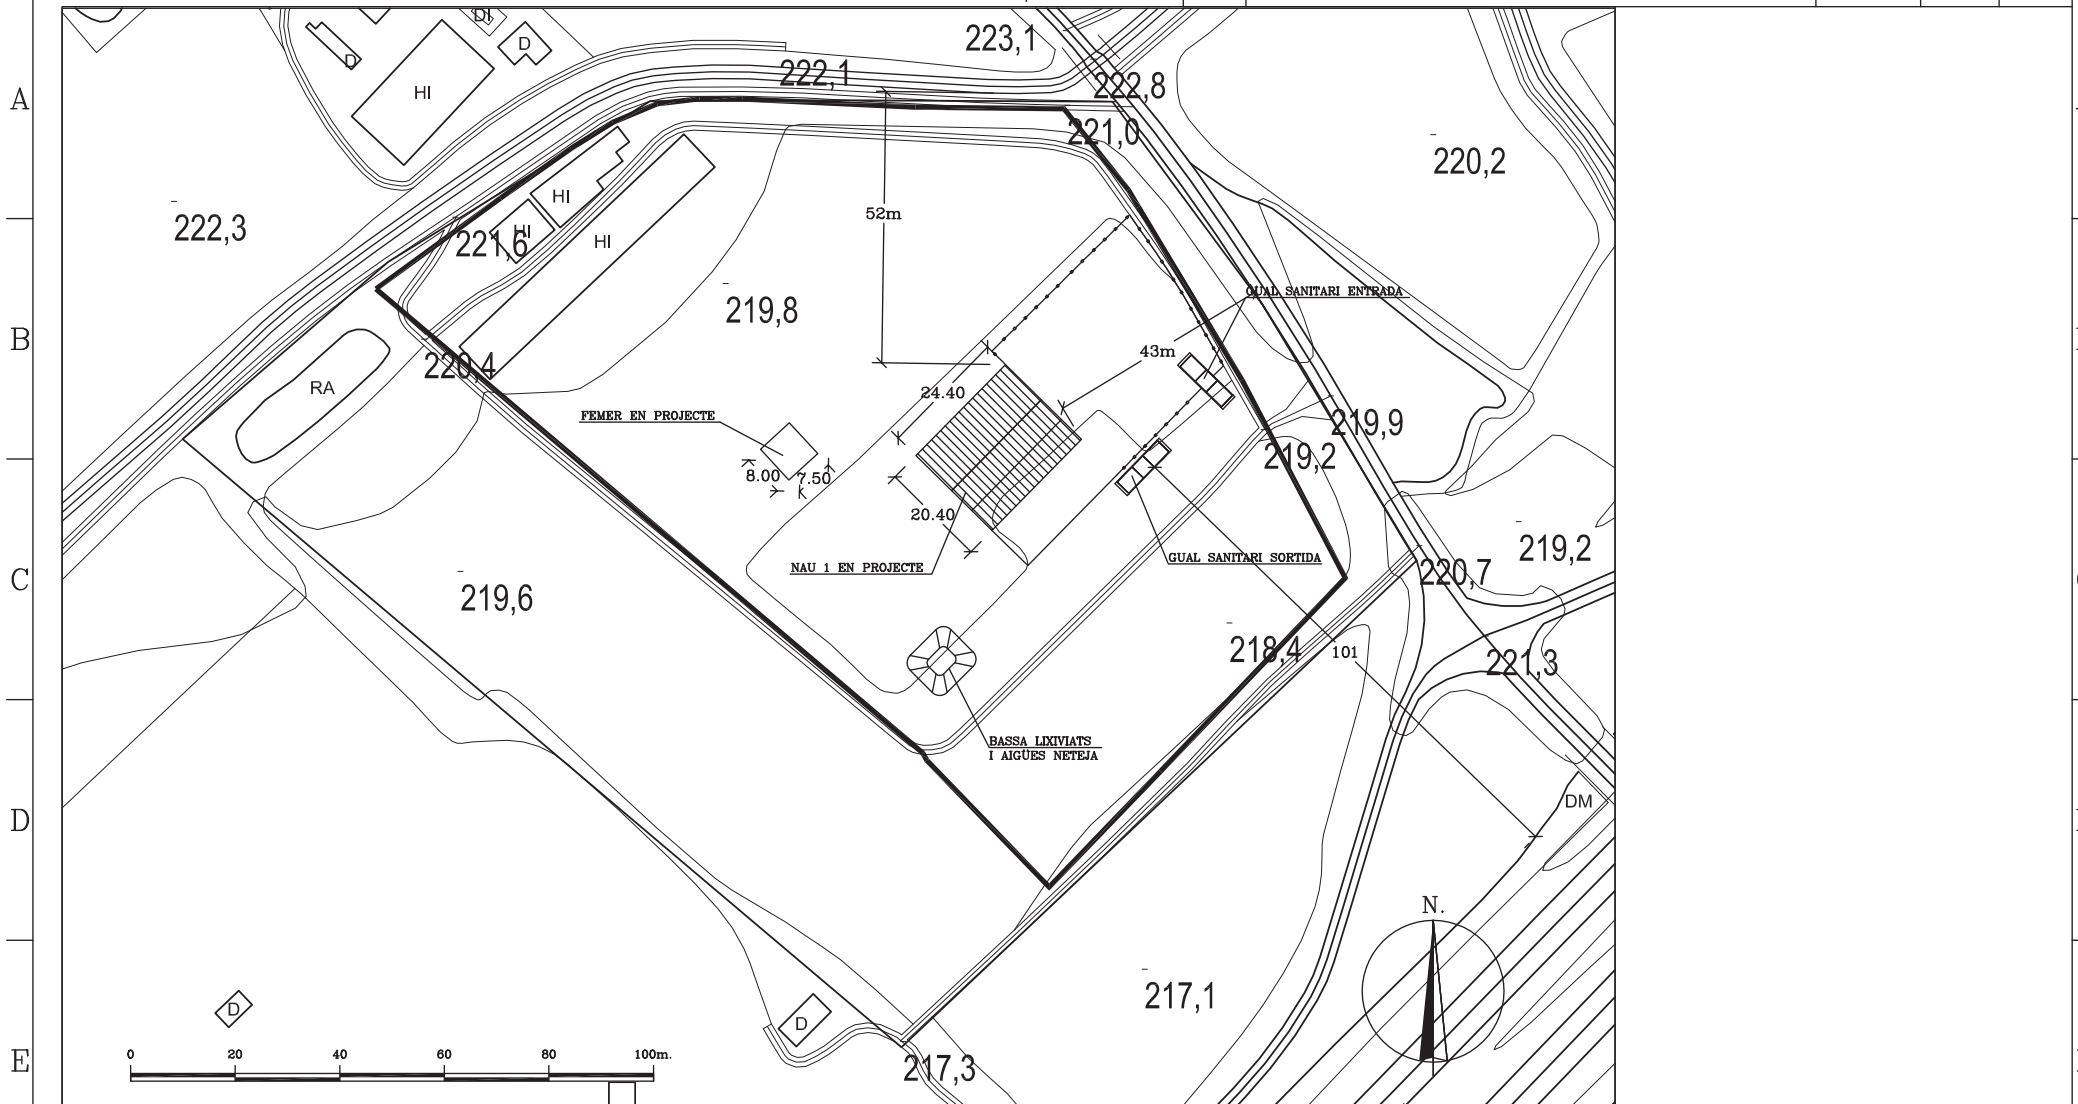 DI
D
D
223,1
222,1
222,8
A
HI
221,0
220,2
HI
222,3
52m
HI
221,6
HI
GUAL SANITARI ENTRADA
219,8
B
43m
220,4
RA
24.40
FEMER EN PROJECTE
219,9
219,2
8.00
7.50
20.40
219,2
GUAL SANITARI SORTIDA
NAU 1 EN PROJECTE
C
220,7
219,6
218,4
101
221,3
BASSA LIXIVIATS
I AIGÜES NETEJA
DM
D
N.
217,1
D
D
0 20 40 60 80 100m.
E
217,3